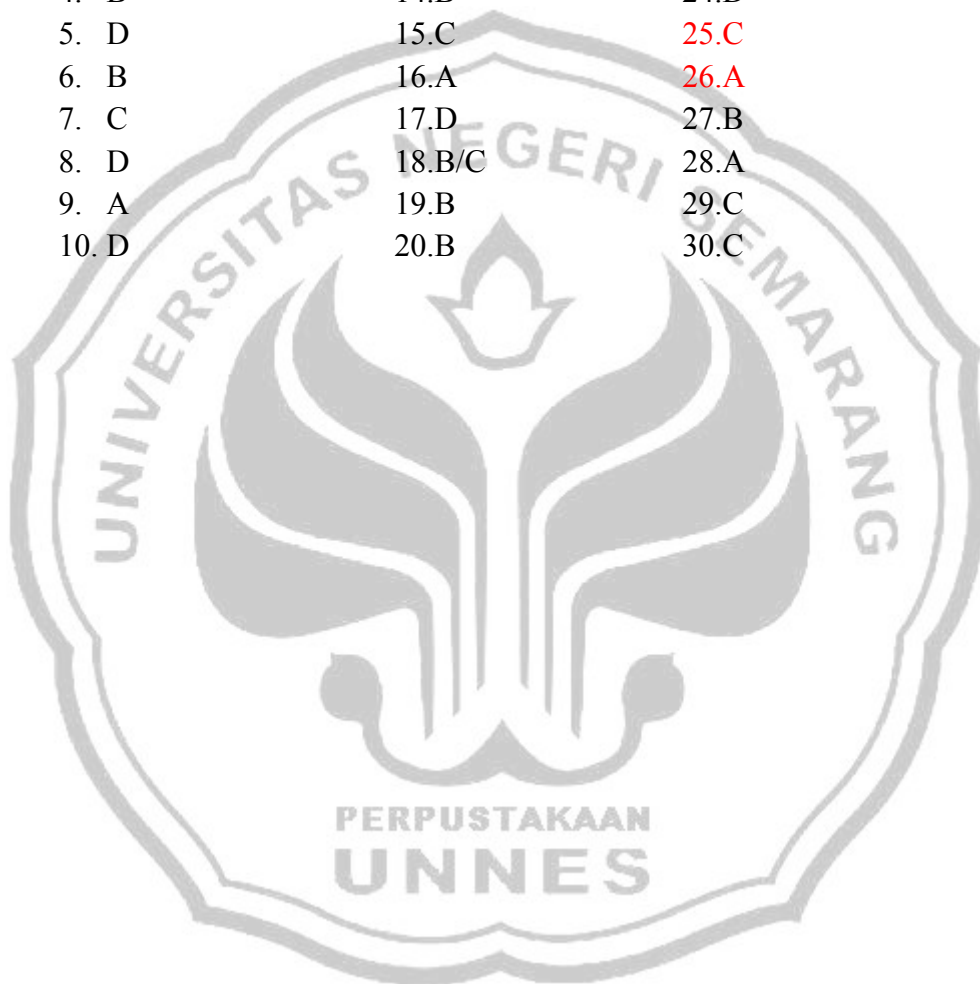 5. D 15.C 25.C
6. B 16.A 26.A
7. C 17.D 27.B
8. D 18.B/C 28.A
9. A 19.B 29.C
10. D 20.B 30.C
UNIVERSITAS NEGERI SEMARANG
PERPUSTAKAAN
UNNES